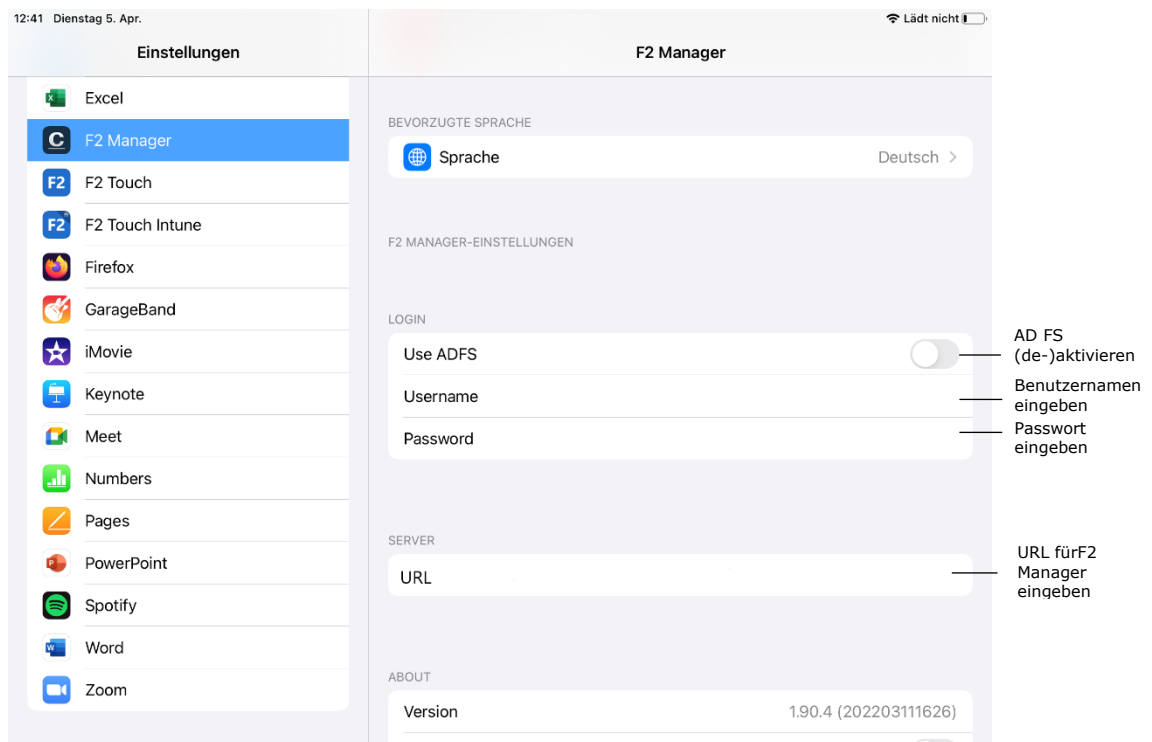 12:41 Dienstag 5. Apr.
Lädt nicht
Einstellungen
F2 Manager
Excel
F2 Manager
F2 Touch
F2 Touch Intune
Firefox
GarageBand
iMovie
Keynote
Meet
Numbers
Pages
PowerPoint
Spotify
Word
Zoom
BEVORZUGTE SPRACHE
Sprache Deutsch
F2 MANAGER-EINSTELLUNGEN
LOGIN
Use ADFS
Username
Password
SERVER
URL
ABOUT
Version 1.90.4 (202203111626)
AD FS
(de-)aktivieren
Benutzernamen
eingeben
Passwort
eingeben
URL fürF2
Manager
eingeben